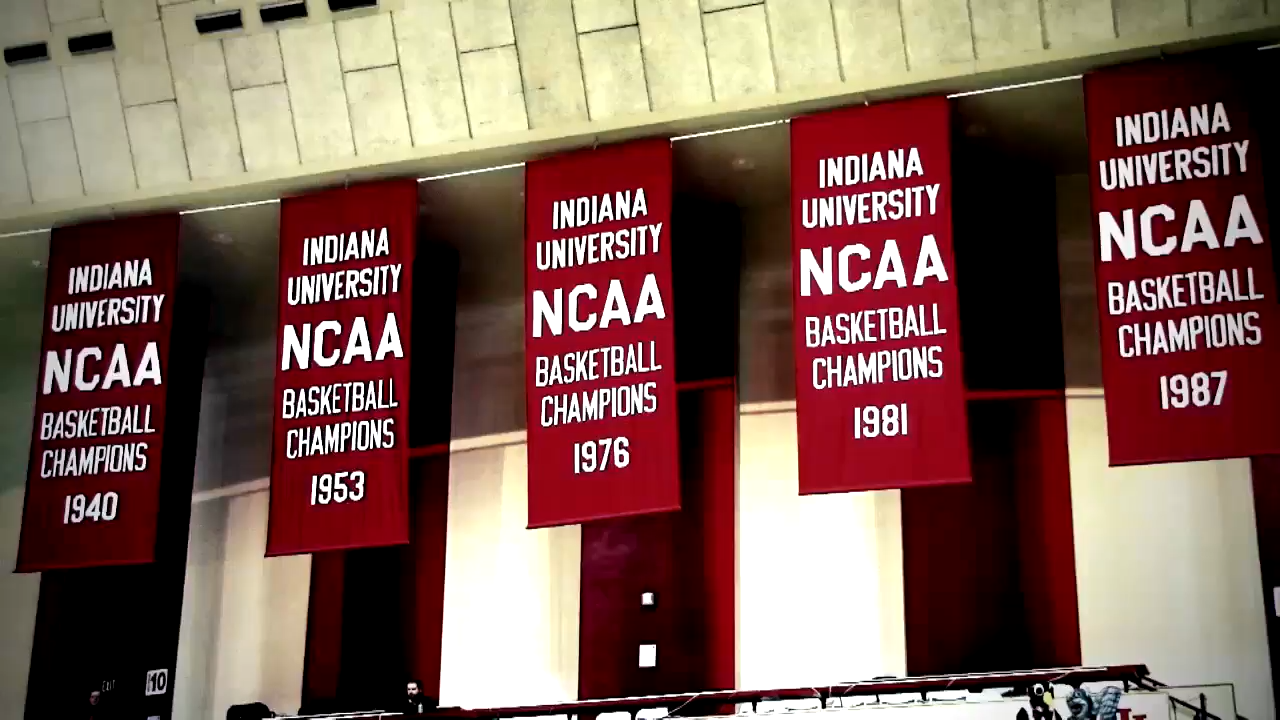 INDIANA
UNIVERSITY
NCAA
BASKETBALL
CHAMPIONS
1940
INDIANA
UNIVERSITY
NCAA
BASKETBALL
CHAMPIONS
1953
INDIANA
UNIVERSITY
NCAA
BASKETBALL
CHAMPIONS
1976
INDIANA
UNIVERSITY
NCAA
BASKETBALL
CHAMPIONS
1981
INDIANA
UNIVERSITY
NCAA
BASKETBALL
CHAMPIONS
1987
EXIT
10